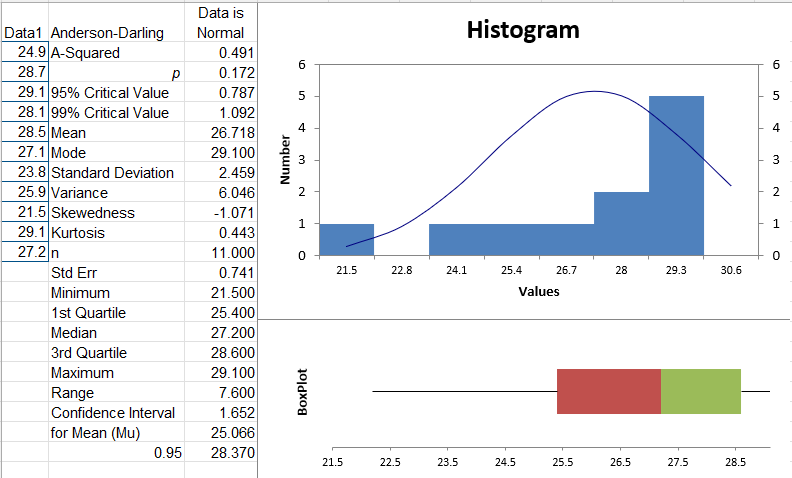 Data is
Data1 Anderson-Darling Normal
24.9 A-Squared 0.491
28.7 p 0.172
29.1 95% Critical Value 0.787
28.1 99% Critical Value 1.092
28.5 Mean 26.718
27.1 Mode 29.100
23.8 Standard Deviation 2.459
25.9 Variance 6.046
21.5 Skewedness -1.071
29.1 Kurtosis 0.443
27.2 n 11.000
Std Err 0.741
Minimum 21.500
1st Quartile 25.400
Median 27.200
3rd Quartile 28.600
Maximum 29.100
Range 7.600
Confidence Interval 1.652
for Mean (Mu) 25.066
0.95 28.370
Histogram
6 6
5 5
4 4
3 3
2 2
1 1
0 0
Number
21.5 22.8 24.1 25.4 26.7 28 29.3 30.6
Values
BoxPlot
21.5 22.5 23.5 24.5 25.5 26.5 27.5 28.5